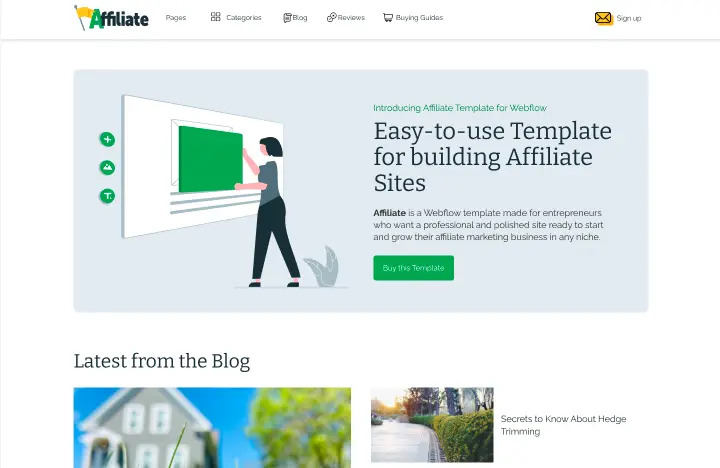 Affiliate
Pages
Categories
Blog
Reviews
Buying Guides
Sign up
Introducing Affiliate Template for Webflow
Easy-to-use Template
for building Affiliate
Sites
Affiliate is a Webflow template made for entrepreneurs
who want a professional and polished site ready to start
and grow their affiliate marketing business in any niche.
Buy this Template
T.
Latest from the Blog
Secrets to Know About Hedge
Trimming